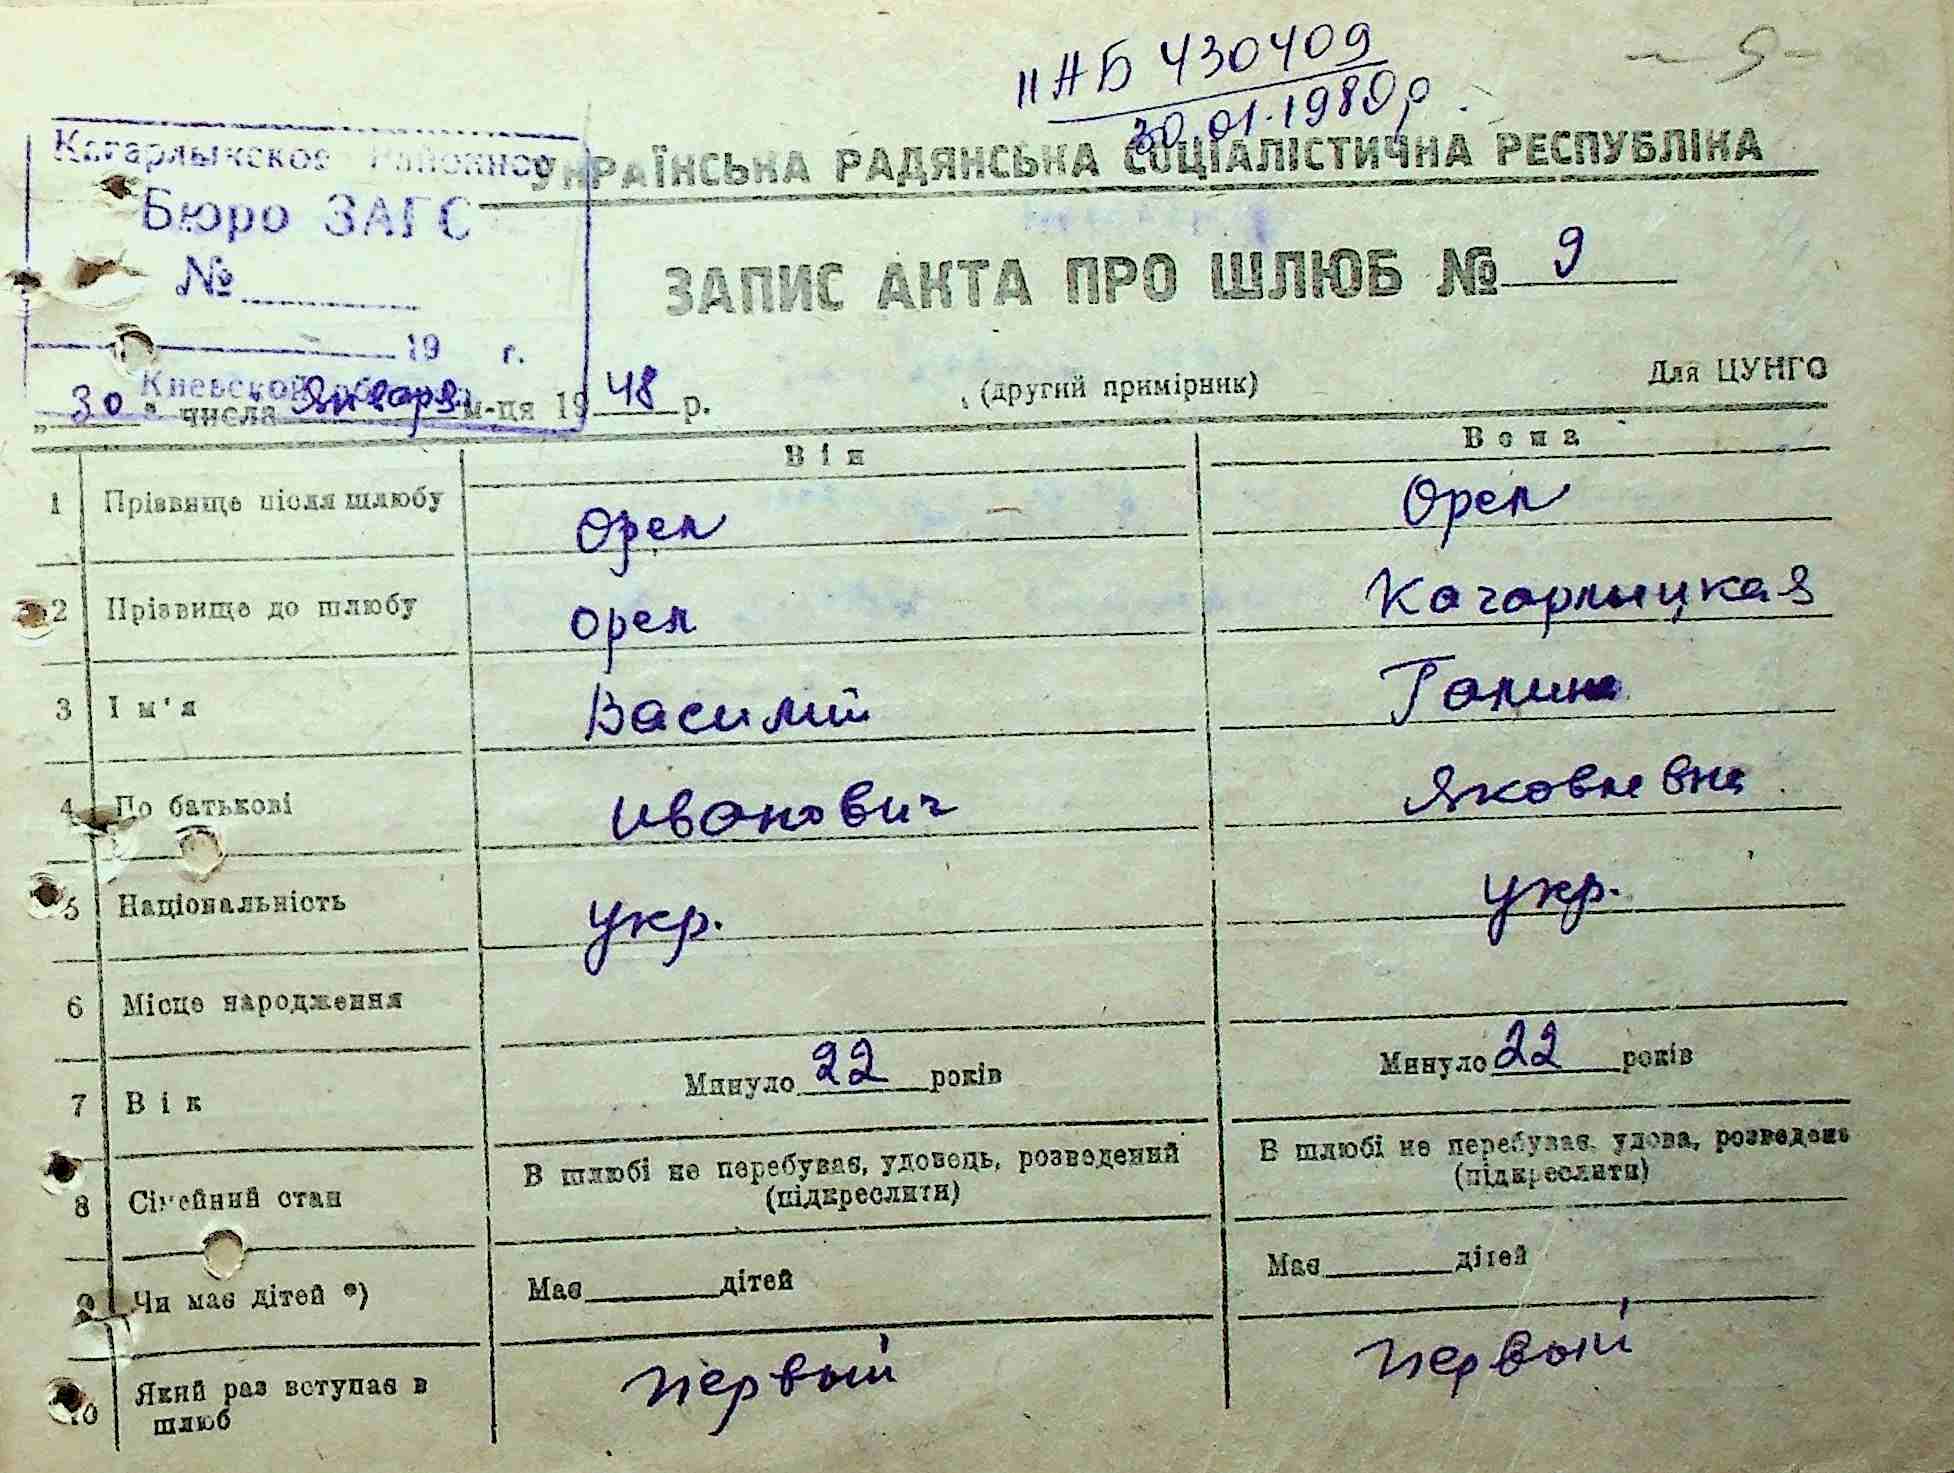 II НБ 430409
30.01.1980 р.
- 9 -
Кагарлыкское Районное
Бюро ЗАГС
№
19 г.
Киевской
УКРАЇНСЬКА РАДЯНСЬКА СОЦІАЛІСТИЧНА РЕСПУБЛІКА
ЗАПИС АКТА ПРО ШЛЮБ № 9
„30" числа января м-ця 1948 р.
(другий примірник)
Для ЦУНГО
Він Вона
1 Прізвище після шлюбу Орел Орел
2 Прізвище до шлюбу Орел Кагарлыцкая
3 Ім'я Василий Галина
4 По батькові Иванович Яковлевна
5 Національність укр. укр.
6 Місце народження
7 Вік Минуло 22 років Минуло 22 років
8 Сімейний стан В шлюбі не перебував, удовець, розведений (підкреслити) В шлюбі не перебувая, удова, розведена (підкреслити)
9 Чи має дітей *) Має дітей Має дітей
10 Який раз вступає в шлюб первый первый